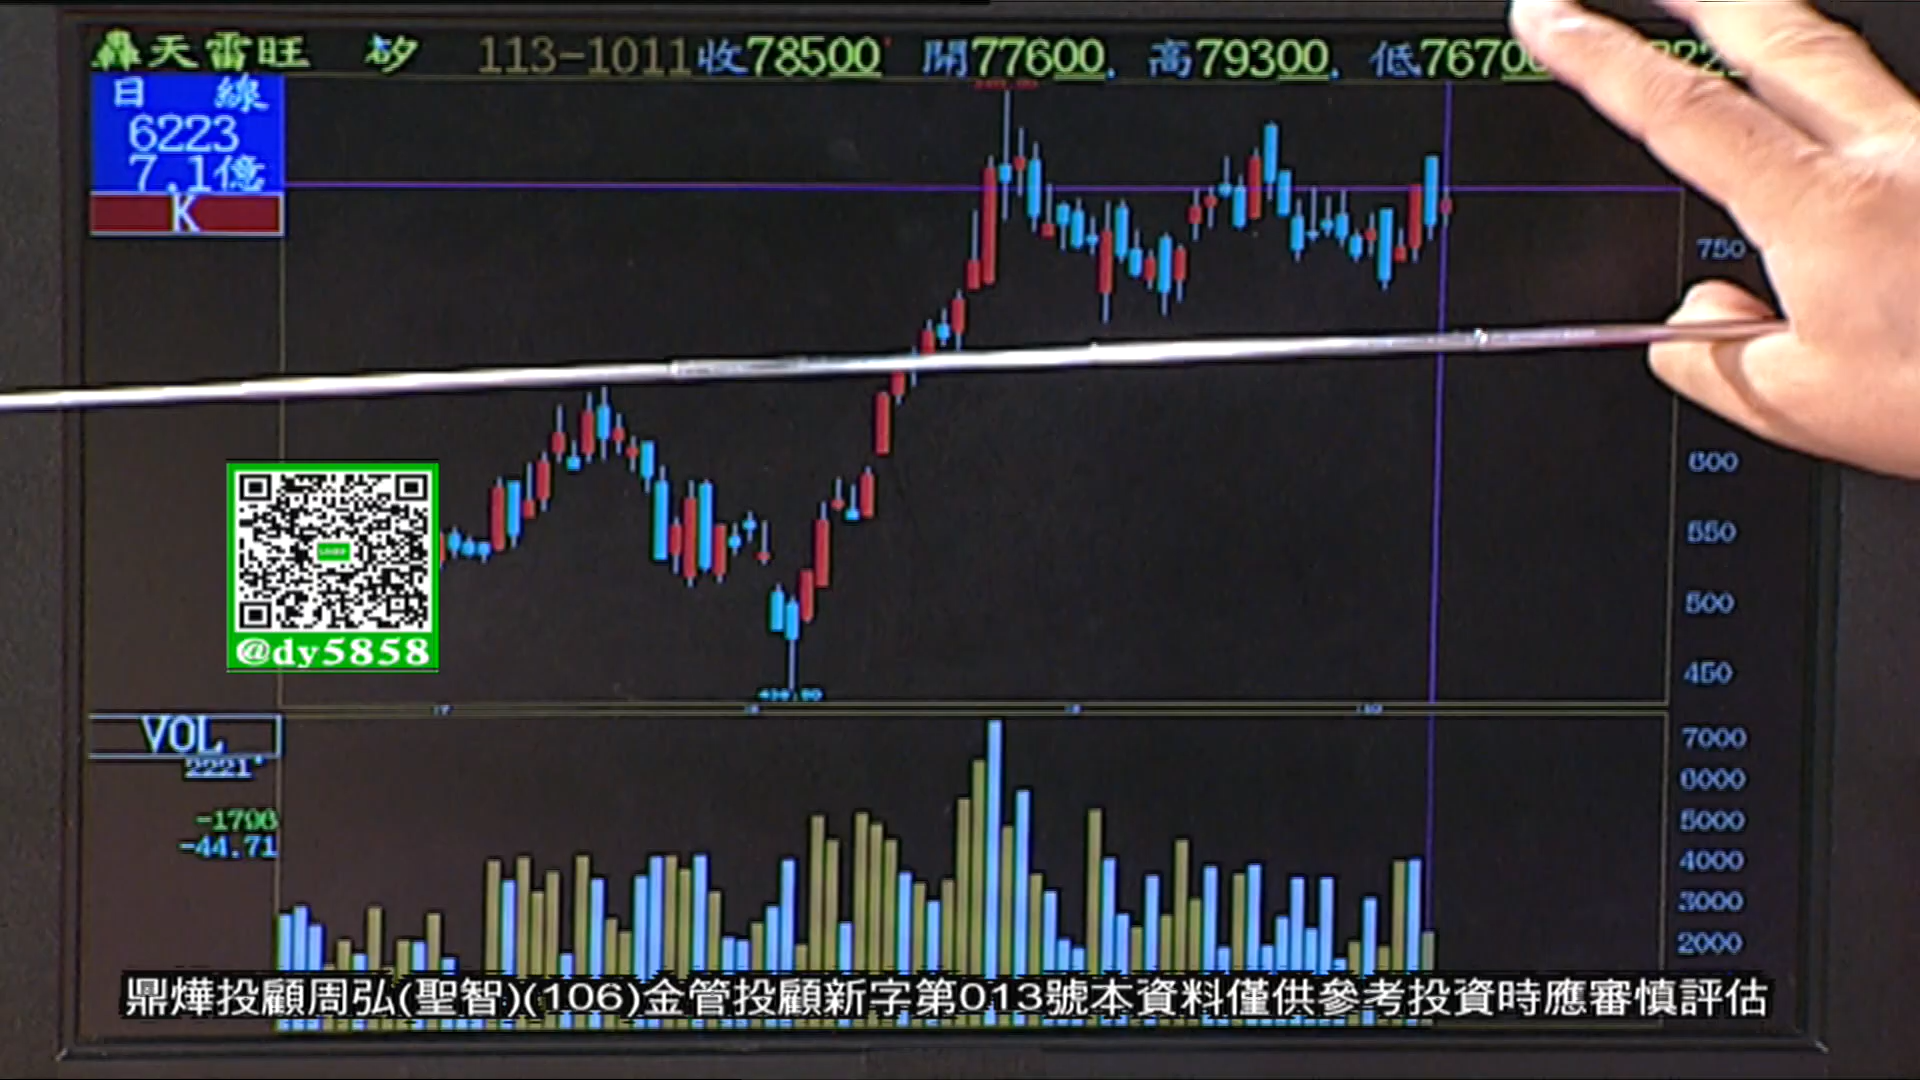 轟天雷旺 矽 113-1011 收78500 開77600 高79300 低7670
日 線
6223
7.1億
K
750
600
550
500
450
@dy5858
VOL
2221
-1796
-44.71
7000
6000
5000
4000
3000
2000
鼎燁投顧周弘(聖智)(106)金管投顧新字第013號本資料僅供參考投資時應審慎評估